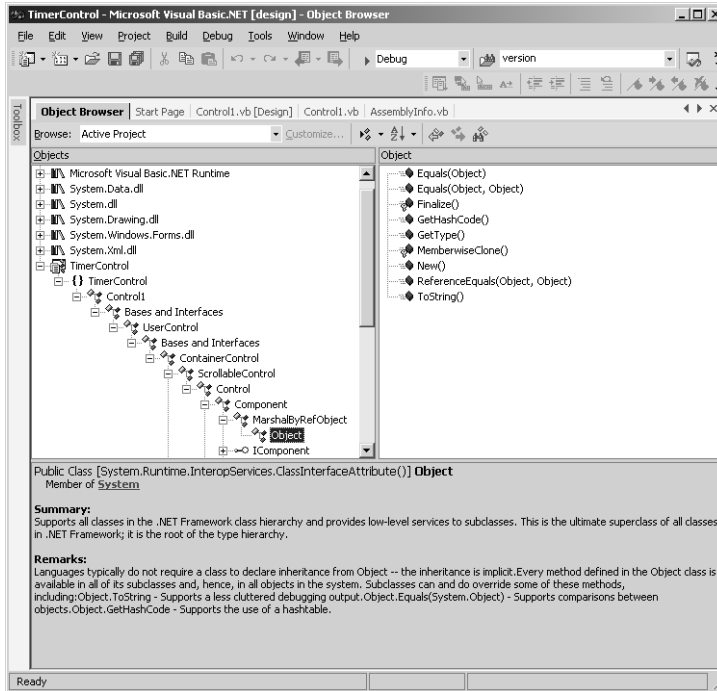 TimerControl - Microsoft Visual Basic.NET [design] - Object Browser
File Edit View Project Build Debug Tools Window Help
Debug version
Toolbox
Object Browser Start Page Control1.vb [Design] Control1.vb AssemblyInfo.vb
Browse: Active Project Customize...
Objects
Microsoft Visual Basic.NET Runtime
System.Data.dll
System.dll
System.Drawing.dll
System.Windows.Forms.dll
System.Xml.dll
TimerControl
{} TimerControl
Control1
Bases and Interfaces
UserControl
Bases and Interfaces
ContainerControl
ScrollableControl
Control
Component
MarshalByRefObject
Object
IComponent
Object
Equals(Object)
Equals(Object, Object)
Finalize()
GetHashCode()
GetType()
MemberwiseClone()
New()
ReferenceEquals(Object, Object)
ToString()
Public Class [System.Runtime.InteropServices.ClassInterfaceAttribute()] Object
Member of System
Summary:
Supports all classes in the .NET Framework class hierarchy and provides low-level services to subclasses. This is the ultimate superclass of all classes
in .NET Framework; it is the root of the type hierarchy.
Remarks:
Languages typically do not require a class to declare inheritance from Object -- the inheritance is implicit.Every method defined in the Object class is
available in all of its subclasses and, hence, in all objects in the system. Subclasses can and do override some of these methods,
including:Object.ToString - Supports a less cluttered debugging output.Object.Equals(System.Object) - Supports comparisons between
objects.Object.GetHashCode - Supports the use of a hashtable.
Ready